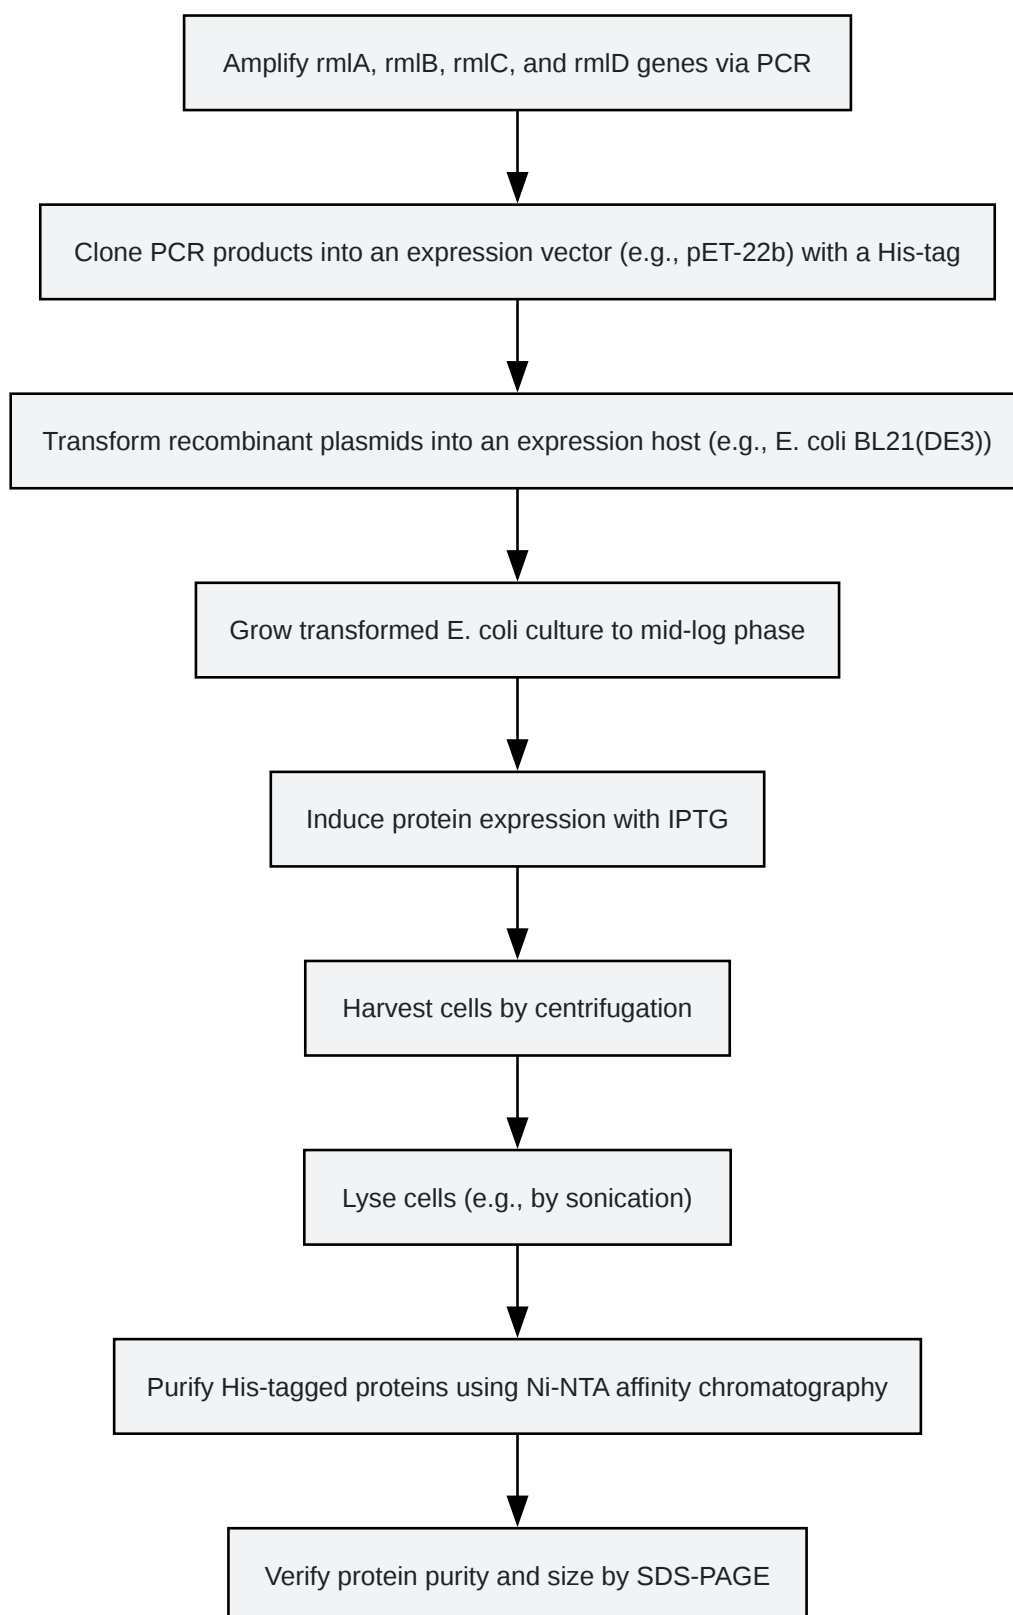 Amplify rmlA, rmlB, rmlC, and rmlD genes via PCR
Clone PCR products into an expression vector (e.g., pET-22b) with a His-tag
Transform recombinant plasmids into an expression host (e.g., E. coli BL21(DE3))
Grow transformed E. coli culture to mid-log phase
Induce protein expression with IPTG
Harvest cells by centrifugation
Lyse cells (e.g., by sonication)
Purify His-tagged proteins using Ni-NTA affinity chromatography
Verify protein purity and size by SDS-PAGE